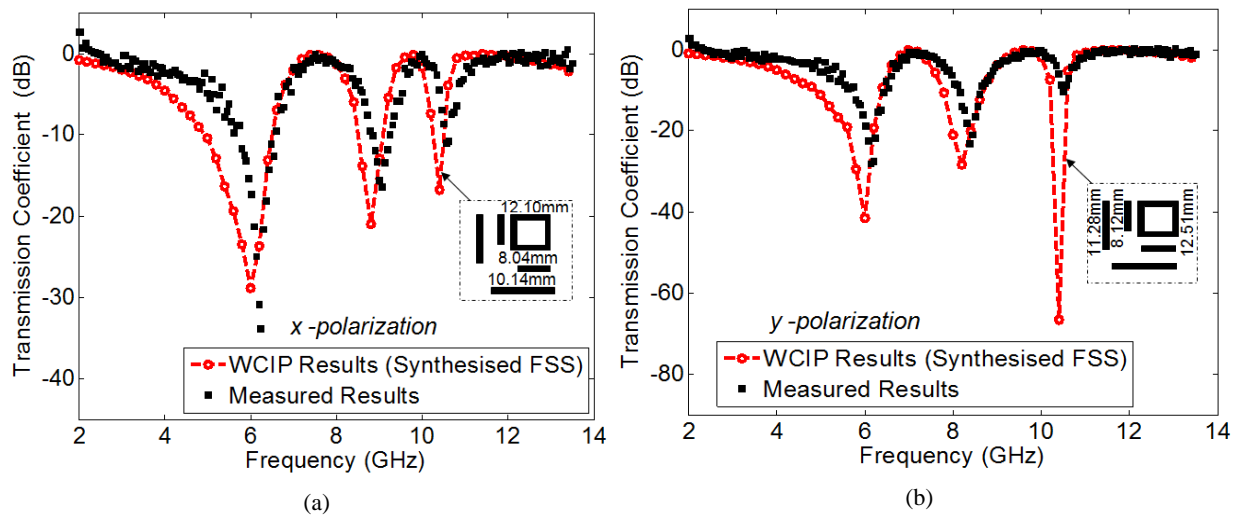 0
-10
-20
-30
-40
Transmission Coefficient (dB)
2 4 6 8 10 12 14
Frequency (GHz)
x -polarization
WCIP Results (Synthesised FSS)
Measured Results
12.10mm
8.04mm
10.14mm
(a)
0
-20
-40
-60
-80
Transmission Coefficient (dB)
2 4 6 8 10 12 14
Frequency (GHz)
y -polarization
WCIP Results (Synthesised FSS)
Measured Results
11.28mm
8.12mm
12.51mm
(b)